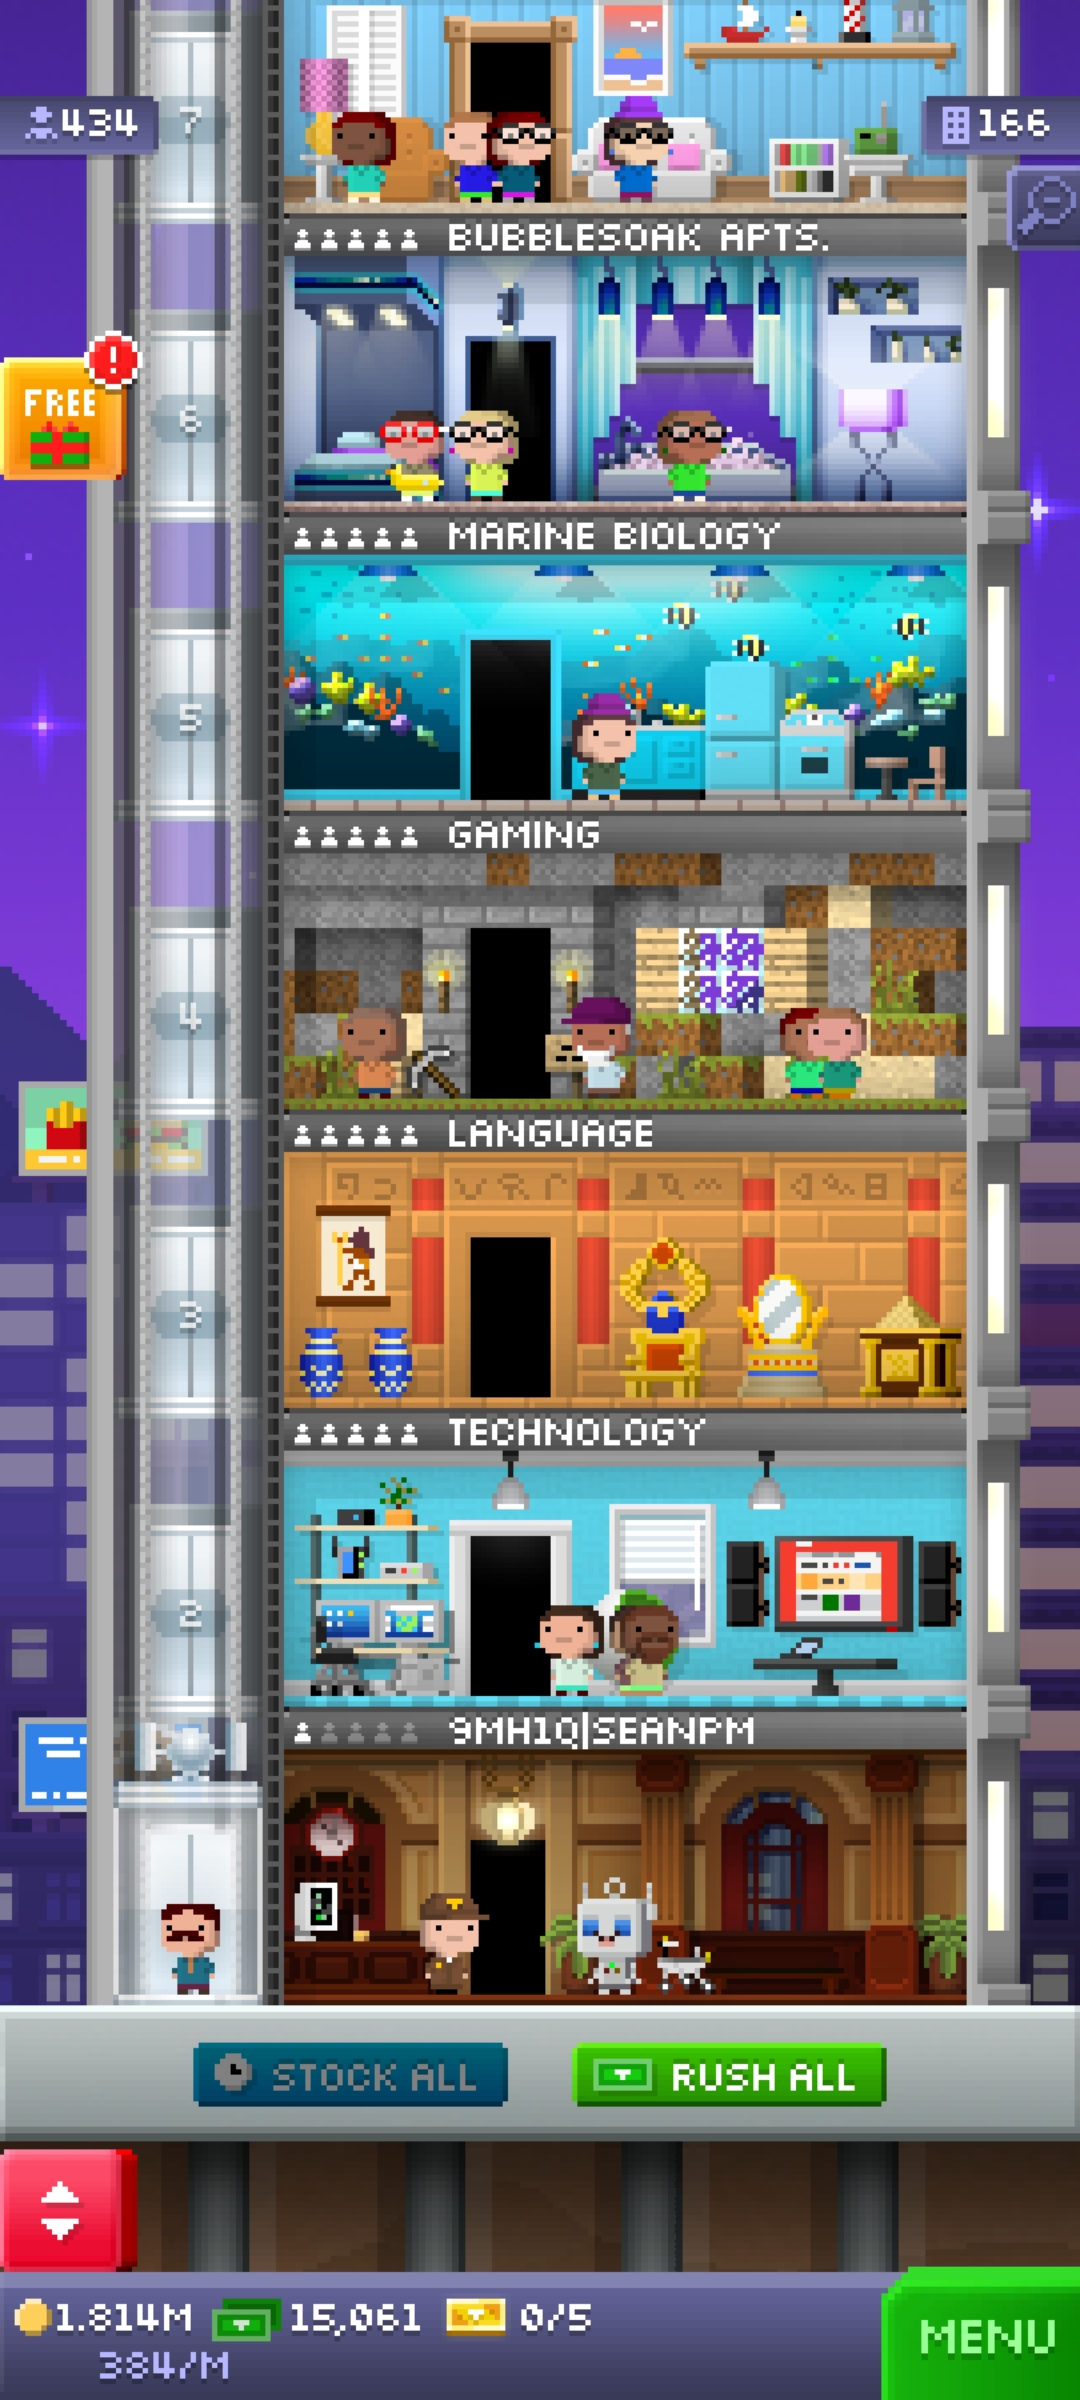 7
434
166
BUBBLESOAK APTS.
FREE
!
6
MARINE BIOLOGY
5
GAMING
4
LANGUAGE
3
TECHNOLOGY
2
9MH1Q|SEANPM
STOCK ALL
RUSH ALL
1.814M
15,061
0/5
384/M
MENU